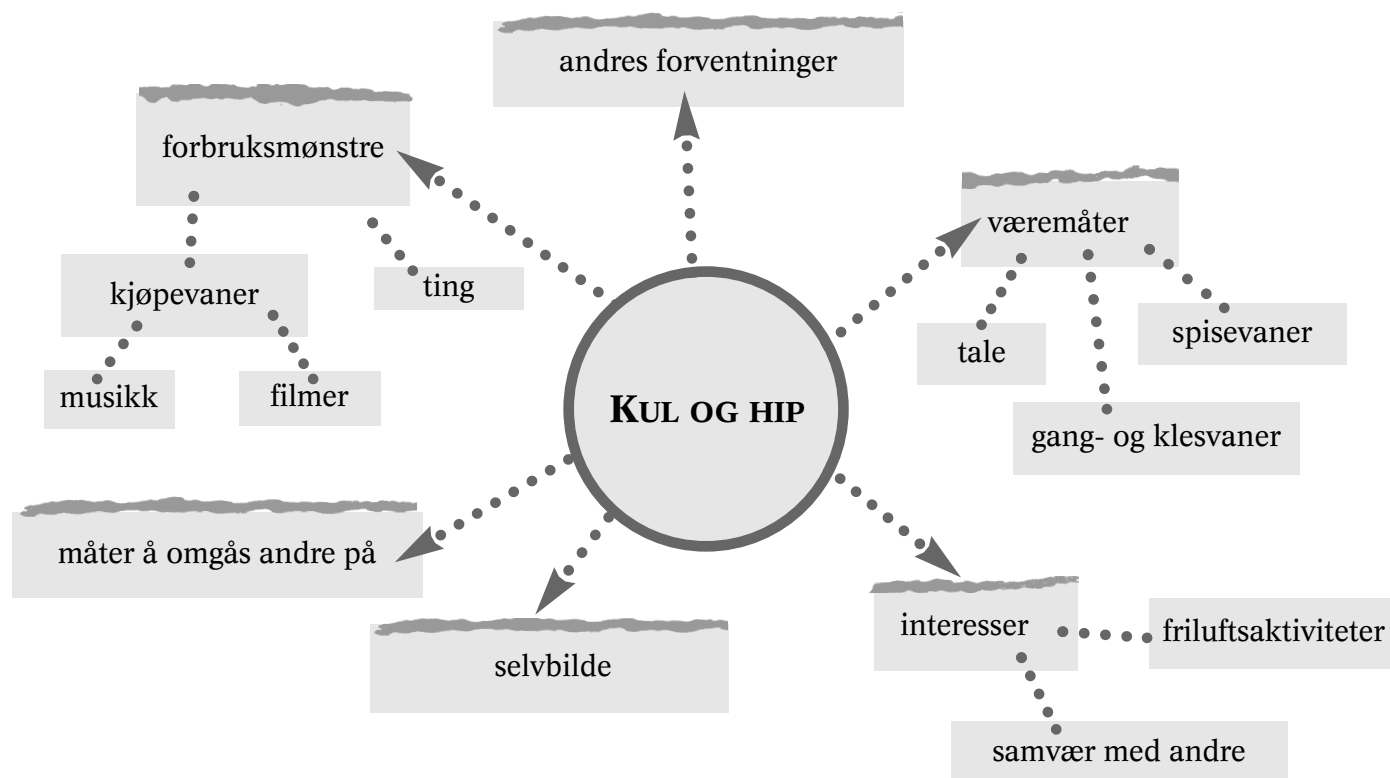 andres forventninger
forbruksmønstre
væremåter
kjøpevaner
ting
tale
spisevaner
musikk
filmer
KUL OG HIP
gang- og klesvaner
måter å omgås andre på
selvbilde
interesser
friluftsaktiviteter
samvær med andre